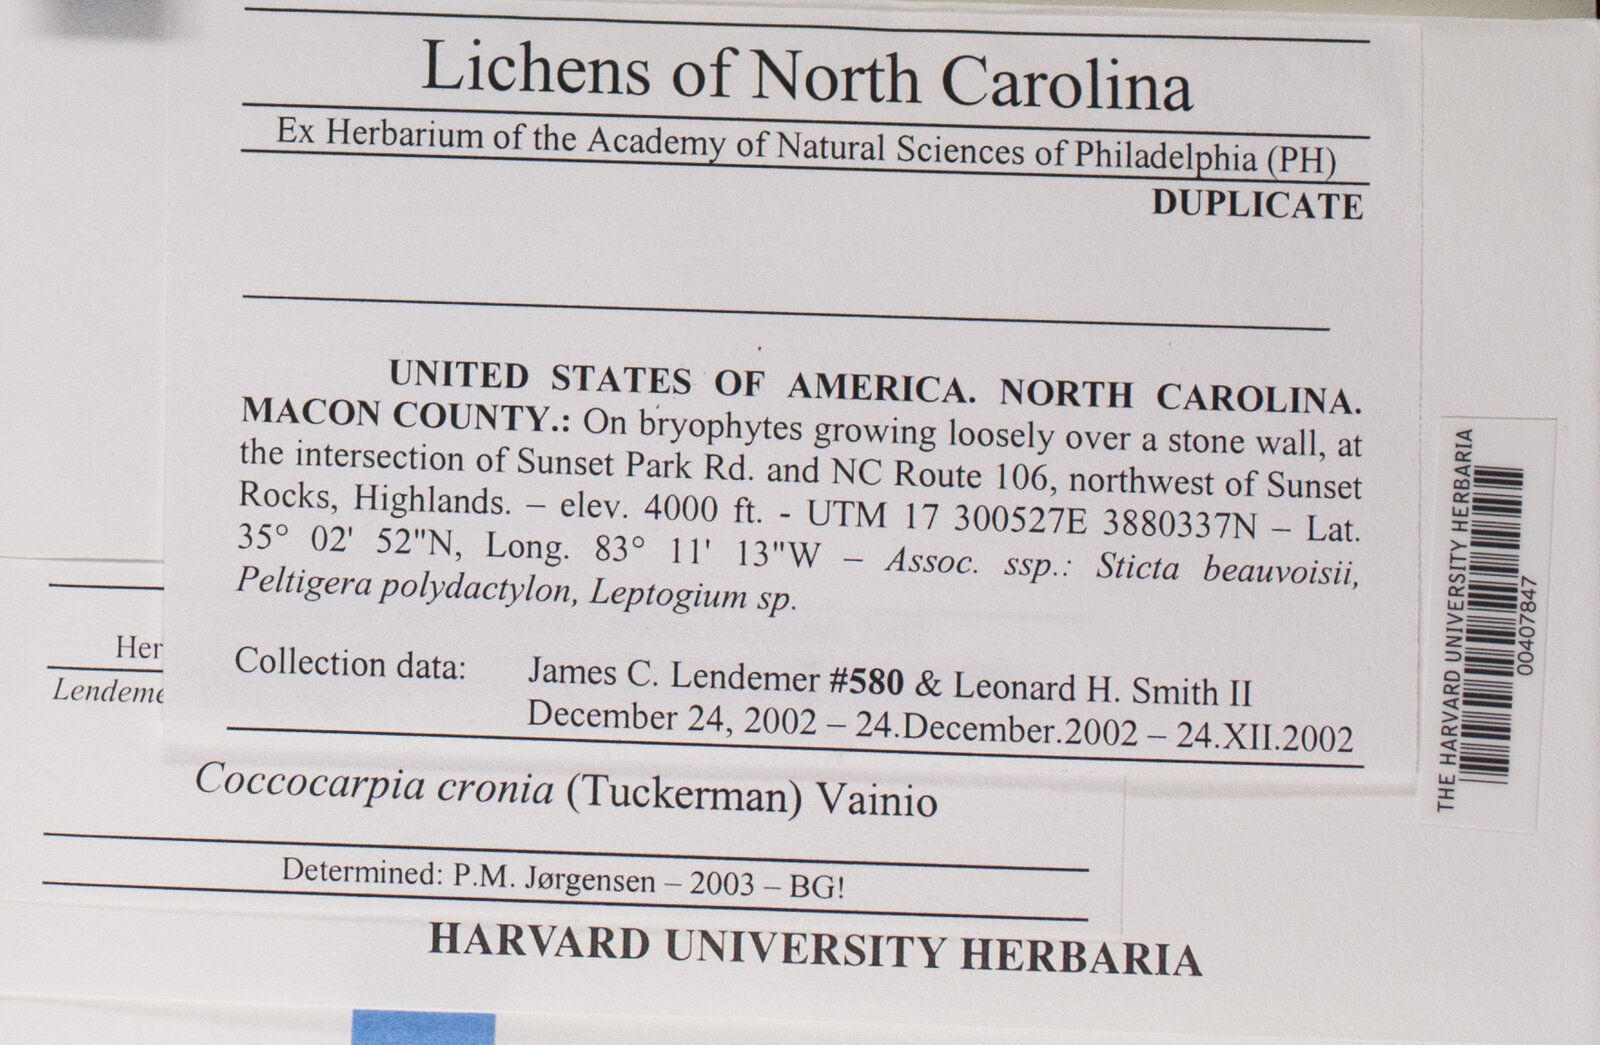 Lichens of North Carolina
Ex Herbarium of the Academy of Natural Sciences of Philadelphia (PH)
DUPLICATE
UNITED STATES OF AMERICA. NORTH CAROLINA.
MACON COUNTY.: On bryophytes growing loosely over a stone wall, at
the intersection of Sunset Park Rd. and NC Route 106, northwest of Sunset
Rocks, Highlands. – elev. 4000 ft. - UTM 17 300527E 3880337N – Lat.
35° 02' 52"N, Long. 83° 11' 13"W – Assoc. ssp.: Sticta beauvoisii,
Peltigera polydactylon, Leptogium sp.
Collection data: James C. Lendemer #580 & Leonard H. Smith II
December 24, 2002 – 24.December.2002 – 24.XII.2002
Her
Lendeme
Coccocarpia cronia (Tuckerman) Vainio
Determined: P.M. Jørgensen – 2003 – BG!
HARVARD UNIVERSITY HERBARIA
THE HARVARD UNIVERSITY HERBARIA
00407847